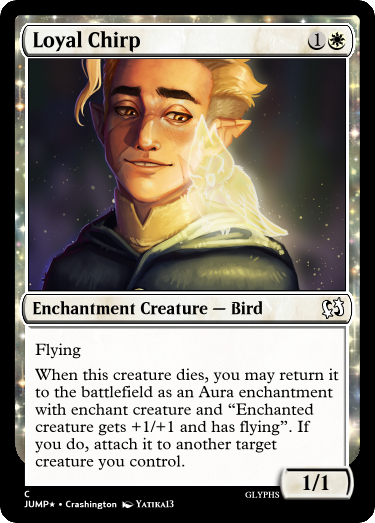 Loyal Chirp 1
Enchantment Creature — Bird
Flying
When this creature dies, you may return it
to the battlefield as an Aura enchantment
with enchant creature and “Enchanted
creature gets +1/+1 and has flying”. If
you do, attach it to another target
creature you control.
1/1
C
JUMP★ • Crashington Yatika13
GLYPHS